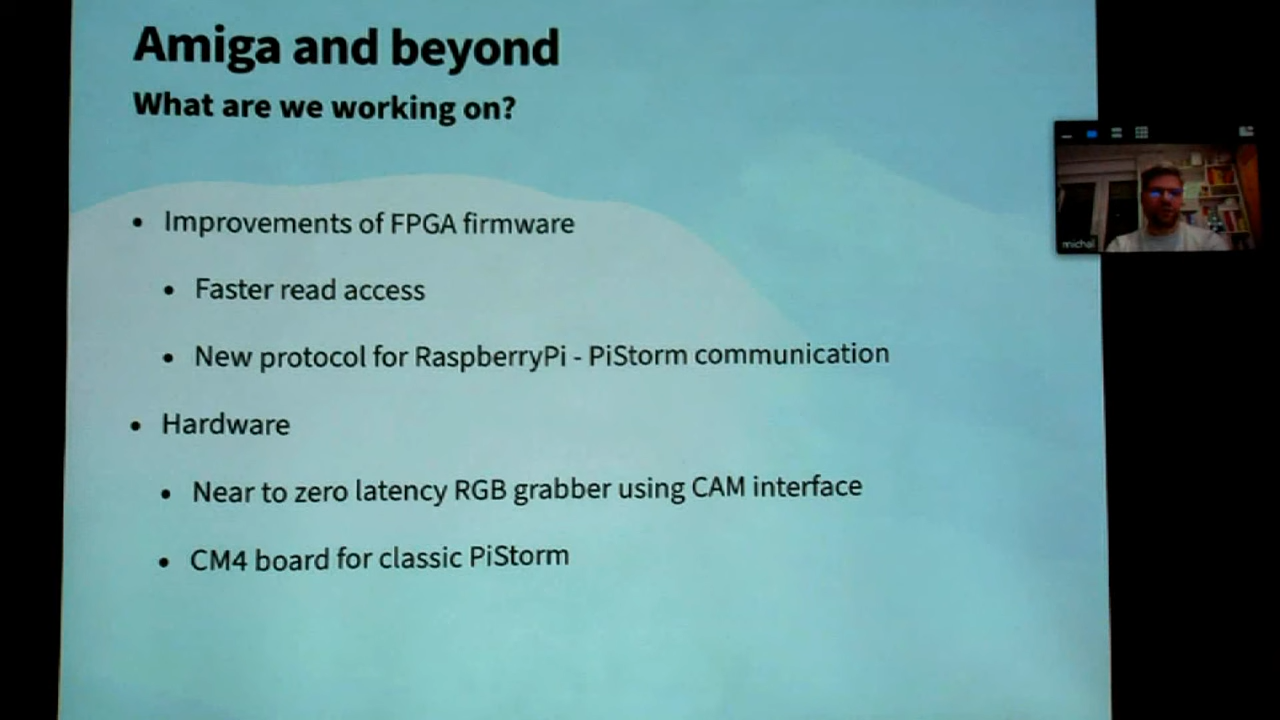 Amiga and beyond
What are we working on?
• Improvements of FPGA firmware
• Faster read access
• New protocol for RaspberryPi - PiStorm communication
• Hardware
• Near to zero latency RGB grabber using CAM interface
• CM4 board for classic PiStorm
michal